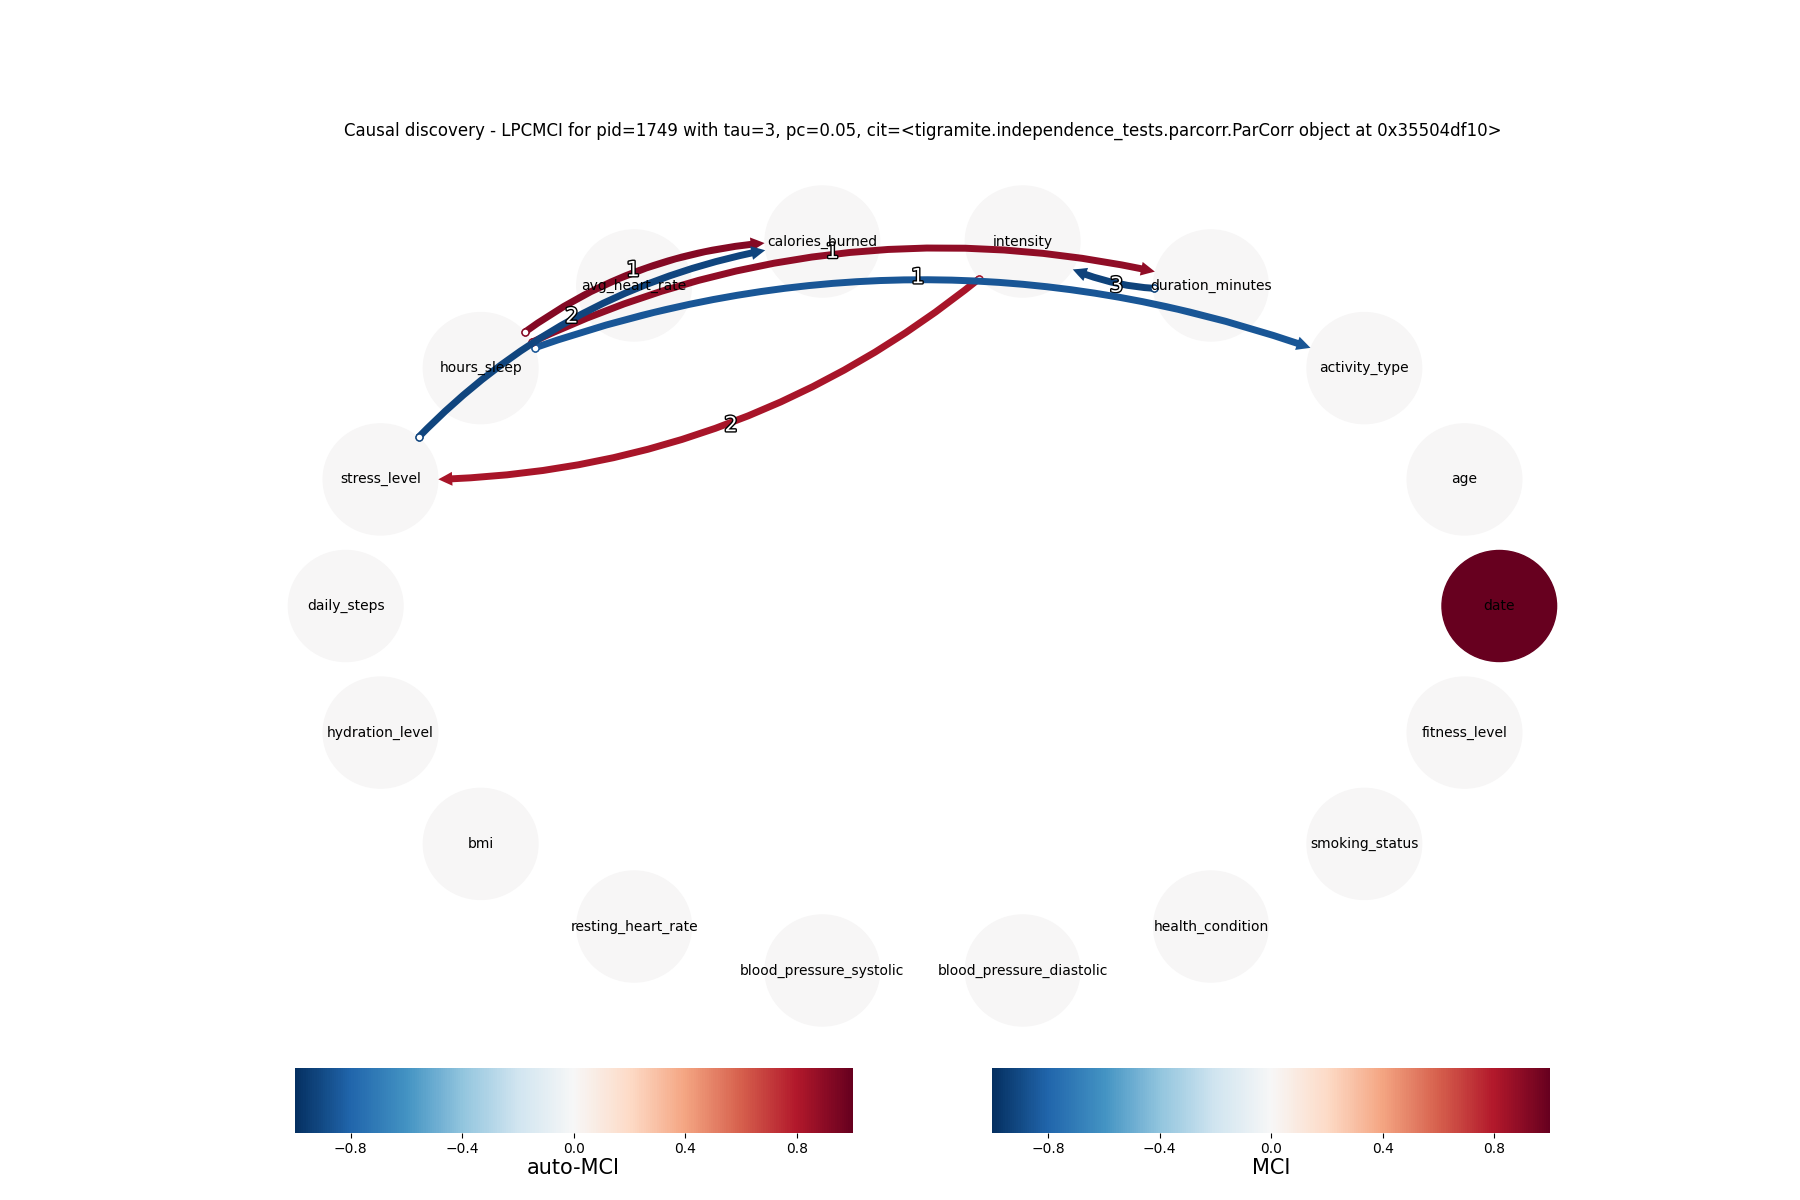 Causal discovery - LPCMCI for pid=1749 with tau=3, pc=0.05, cit=<tigramite.independence_tests.parcorr.ParCorr object at 0x35504df10>
calories_burned
intensity
1
1
avg_heart_rate
1
3
duration_minutes
2
hours_sleep
activity_type
2
stress_level
age
daily_steps
date
hydration_level
fitness_level
bmi
smoking_status
resting_heart_rate
health_condition
blood_pressure_systolic
blood_pressure_diastolic
−0.8 −0.4 0.0 0.4 0.8
auto-MCI
−0.8 −0.4 0.0 0.4 0.8
MCI